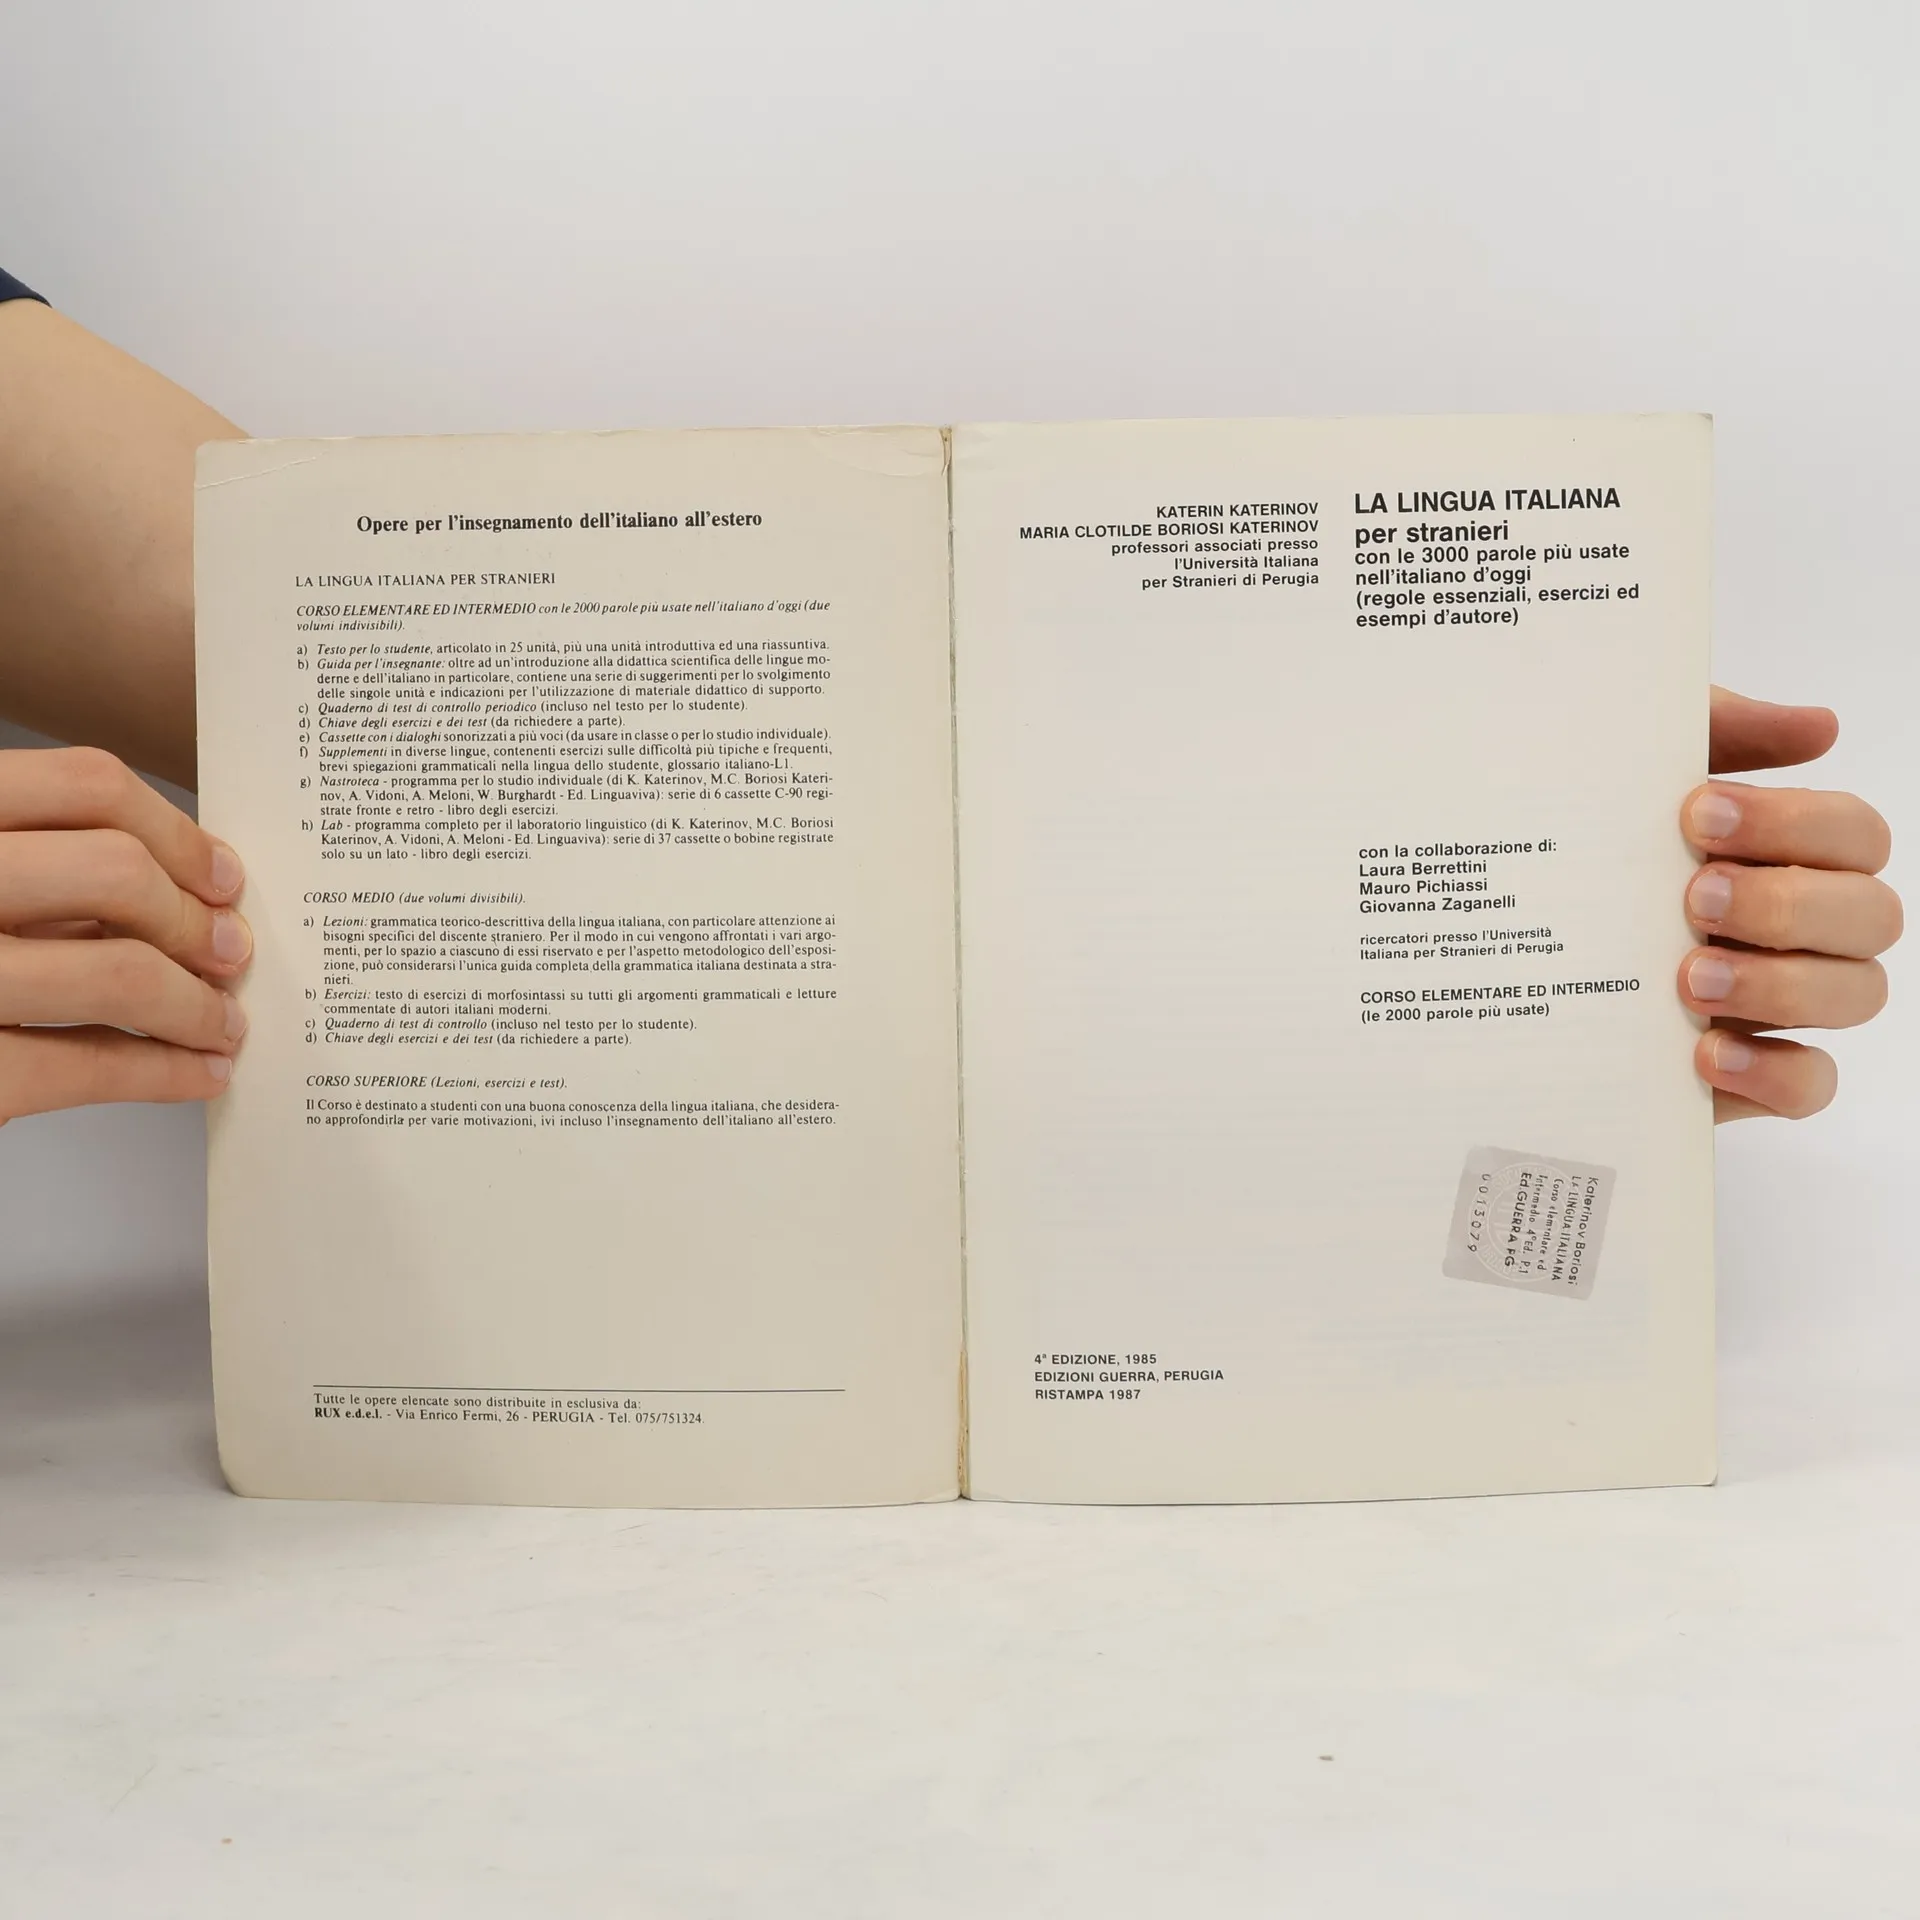 Opere per l'insegnamento dell'italiano all'estero
LA LINGUA ITALIANA PER STRANIERI
CORSO ELEMENTARE ED INTERMEDIO con le 2000 parole più usate nell'italiano d'oggi (due
volumi indivisibili).
a) Testo per lo studente, articolato in 25 unità, più una unità introduttiva ed una riassuntiva.
b) Guida per l'insegnante: oltre ad un'introduzione alla didattica scientifica delle lingue mo-
derne e dell'italiano in particolare, contiene una serie di suggerimenti per lo svolgimento
delle singole unità e indicazioni per l'utilizzazione di materiale didattico di supporto.
c) Quaderno di test di controllo periodico (incluso nel testo per lo studente).
d) Chiave degli esercizi e dei test (da richiedere a parte).
e) Cassette con i dialoghi sonorizzati a più voci (da usare in classe o per lo studio individuale).
f) Supplementi in diverse lingue, contenenti esercizi sulle difficoltà più tipiche e frequenti,
brevi spiegazioni grammaticali nella lingua dello studente, glossario italiano-L1.
g) Nastroteca - programma per lo studio individuale (di K. Katerinov, M.C. Boriosi Kateri-
nov, A. Vidoni, A. Meloni, W. Burghardt - Ed. Linguaviva): serie di 6 cassette C-90 regi-
strate fronte e retro - libro degli esercizi.
h) Lab - programma completo per il laboratorio linguistico (di K. Katerinov, M.C. Boriosi
Katerinov, A. Vidoni, A. Meloni - Ed. Linguaviva): serie di 37 cassette o bobine registrate
solo su un lato - libro degli esercizi.
CORSO MEDIO (due volumi divisibili).
a) Lezioni: grammatica teorico-descrittiva della lingua italiana, con particolare attenzione ai
bisogni specifici del discente straniero. Per il modo in cui vengono affrontati i vari argo-
menti, per lo spazio a ciascuno di essi riservato e per l'aspetto metodologico dell'esposi-
zione, può considerarsi l'unica guida completa della grammatica italiana destinata a stra-
nieri.
b) Esercizi: testo di esercizi di morfosintassi su tutti gli argomenti grammaticali e letture
commentate di autori italiani moderni.
c) Quaderno di test di controllo (incluso nel testo per lo studente).
d) Chiave degli esercizi e dei test (da richiedere a parte).
CORSO SUPERIORE (Lezioni, esercizi e test).
Il Corso è destinato a studenti con una buona conoscenza della lingua italiana, che desidera-
no approfondirla per varie motivazioni, ivi incluso l'insegnamento dell'italiano all'estero.
Tutte le opere elencate sono distribuite in esclusiva da:
RUX e.d.e.l. - Via Enrico Fermi, 26 - PERUGIA - Tel. 075/751324.
KATERIN KATERINOV
MARIA CLOTILDE BORIOSI KATERINOV
professori associati presso
l'Università Italiana
per Stranieri di Perugia
LA LINGUA ITALIANA
per stranieri
con le 3000 parole più usate
nell'italiano d'oggi
(regole essenziali, esercizi ed
esempi d'autore)
con la collaborazione di:
Laura Berrettini
Mauro Pichiassi
Giovanna Zaganelli
ricercatori presso l'Università
Italiana per Stranieri di Perugia
CORSO ELEMENTARE ED INTERMEDIO
(le 2000 parole più usate)
Katerinov Boriosi
LA LINGUA ITALIANA
Corso elementare ed
Intermedio 4ªEd. P.1
Ed.GUERRA PG
0013079
4ª EDIZIONE, 1985
EDIZIONI GUERRA, PERUGIA
RISTAMPA 1987